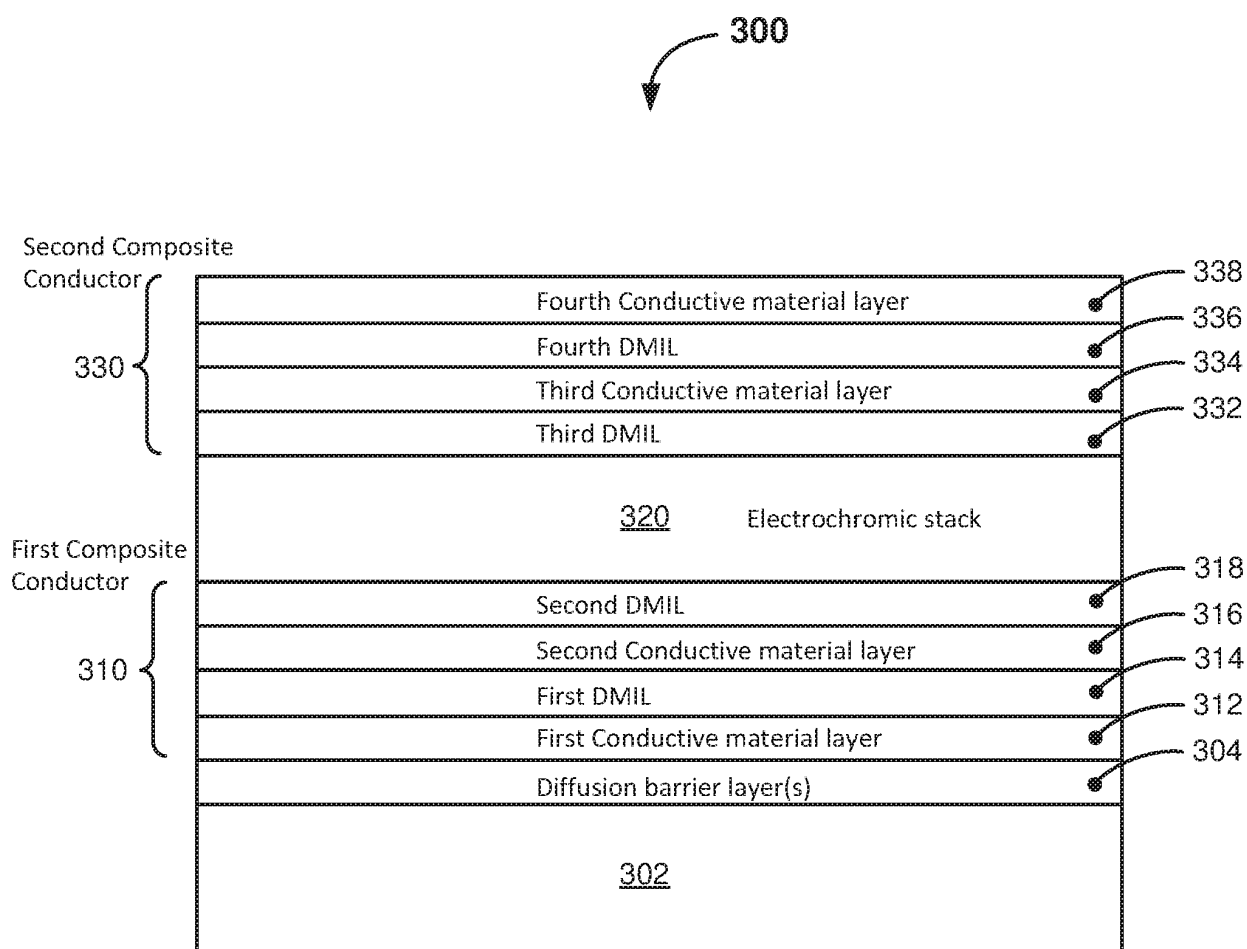 300
Second Composite
Conductor
338
Fourth Conductive material layer
336
Fourth DMIL
330
334
Third Conductive material layer
332
Third DMIL
320 Electrochromic stack
First Composite
Conductor
318
Second DMIL
316
Second Conductive material layer
310
314
First DMIL
312
First Conductive material layer
304
Diffusion barrier layer(s)
302